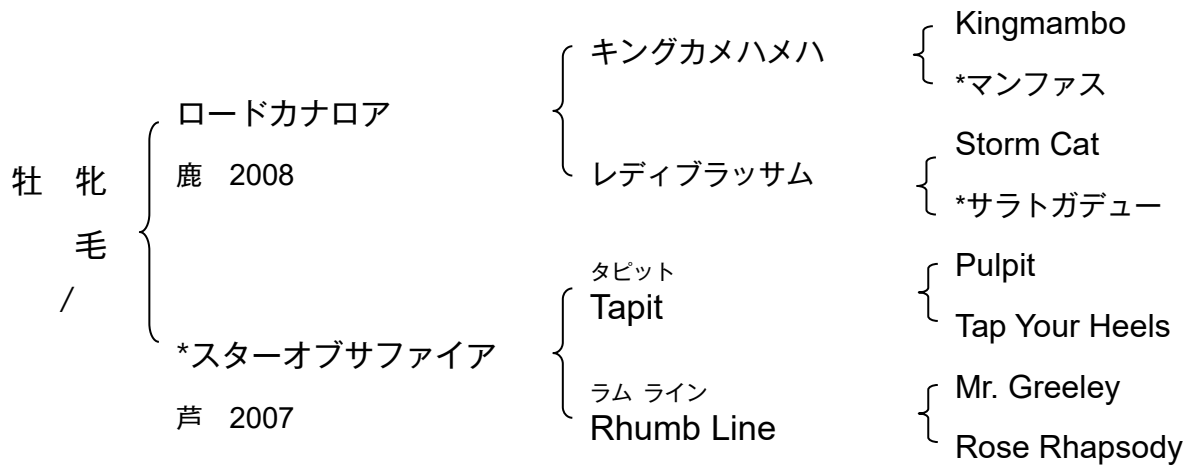 牡 牝
毛
/
ロードカナロア
鹿 2008
*スターオブサファイア
芦 2007
キングカメハメハ
レディブラッサム
タピット
Tapit
ラム ライン
Rhumb Line
Kingmambo
*マンファス
Storm Cat
*サラトガデュー
Pulpit
Tap Your Heels
Mr. Greeley
Rose Rhapsody